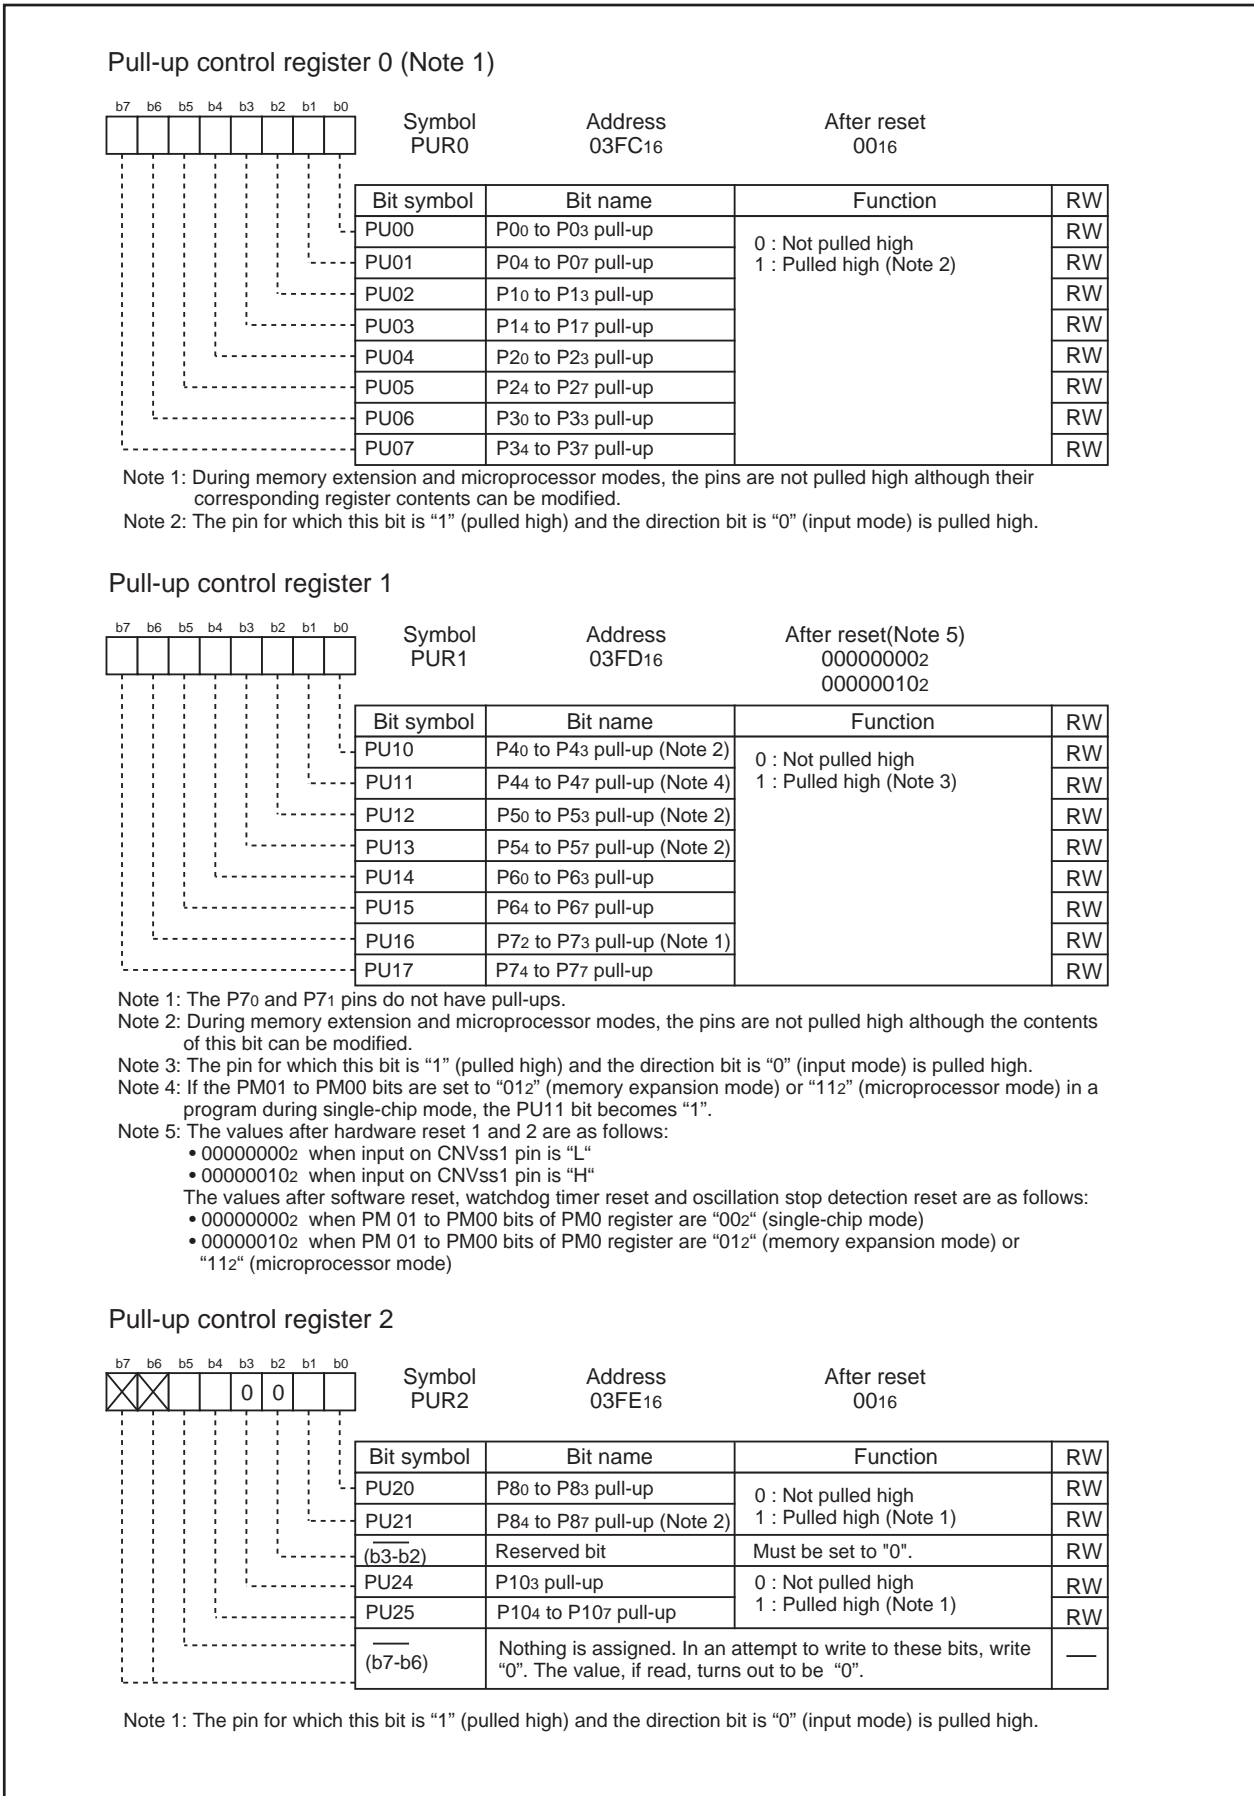 Pull-up control register 0 (Note 1)
b7 b6 b5 b4 b3 b2 b1 b0
Symbol Address After reset
PUR0 03FC16 0016
Bit symbol Bit name Function RW
PU00 P00 to P03 pull-up 0 : Not pulled high RW
PU01 P04 to P07 pull-up 1 : Pulled high (Note 2) RW
PU02 P10 to P13 pull-up RW
PU03 P14 to P17 pull-up RW
PU04 P20 to P23 pull-up RW
PU05 P24 to P27 pull-up RW
PU06 P30 to P33 pull-up RW
PU07 P34 to P37 pull-up RW
Note 1: During memory extension and microprocessor modes, the pins are not pulled high although their
corresponding register contents can be modified.
Note 2: The pin for which this bit is “1” (pulled high) and the direction bit is “0” (input mode) is pulled high.
Pull-up control register 1
b7 b6 b5 b4 b3 b2 b1 b0
Symbol Address After reset(Note 5)
PUR1 03FD16 000000002
000000102
Bit symbol Bit name Function RW
PU10 P40 to P43 pull-up (Note 2) 0 : Not pulled high RW
PU11 P44 to P47 pull-up (Note 4) 1 : Pulled high (Note 3) RW
PU12 P50 to P53 pull-up (Note 2) RW
PU13 P54 to P57 pull-up (Note 2) RW
PU14 P60 to P63 pull-up RW
PU15 P64 to P67 pull-up RW
PU16 P72 to P73 pull-up (Note 1) RW
PU17 P74 to P77 pull-up RW
Note 1: The P70 and P71 pins do not have pull-ups.
Note 2: During memory extension and microprocessor modes, the pins are not pulled high although the contents
of this bit can be modified.
Note 3: The pin for which this bit is “1” (pulled high) and the direction bit is “0” (input mode) is pulled high.
Note 4: If the PM01 to PM00 bits are set to “012” (memory expansion mode) or “112” (microprocessor mode) in a
program during single-chip mode, the PU11 bit becomes “1”.
Note 5: The values after hardware reset 1 and 2 are as follows:
• 000000002 when input on CNVss1 pin is “L“
• 000000102 when input on CNVss1 pin is “H“
The values after software reset, watchdog timer reset and oscillation stop detection reset are as follows:
• 000000002 when PM 01 to PM00 bits of PM0 register are “002“ (single-chip mode)
• 000000102 when PM 01 to PM00 bits of PM0 register are “012“ (memory expansion mode) or
“112“ (microprocessor mode)
Pull-up control register 2
b7 b6 b5 b4 b3 b2 b1 b0
0 0
Symbol Address After reset
PUR2 03FE16 0016
Bit symbol Bit name Function RW
PU20 P80 to P83 pull-up 0 : Not pulled high RW
PU21 P84 to P87 pull-up (Note 2) 1 : Pulled high (Note 1) RW
(b3-b2) Reserved bit Must be set to "0". RW
PU24 P103 pull-up 0 : Not pulled high RW
PU25 P104 to P107 pull-up 1 : Pulled high (Note 1) RW
(b7-b6) Nothing is assigned. In an attempt to write to these bits, write —
“0”. The value, if read, turns out to be “0”.
Note 1: The pin for which this bit is “1” (pulled high) and the direction bit is “0” (input mode) is pulled high.